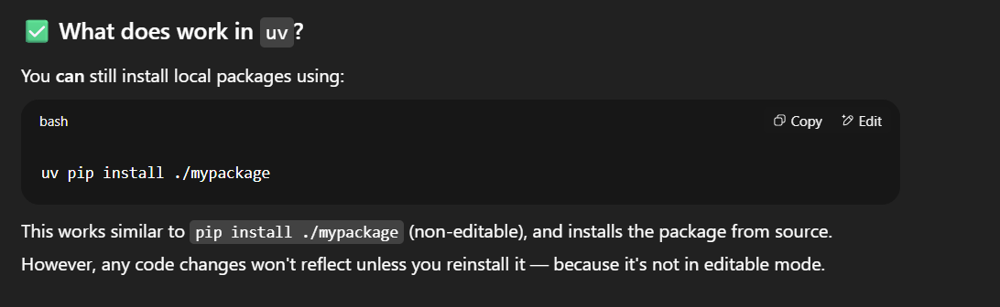 ✅ What does work in uv?
You can still install local packages using:
bash
Copy Edit
uv pip install ./mypackage
This works similar to pip install ./mypackage (non-editable), and installs the package from source.
However, any code changes won't reflect unless you reinstall it — because it's not in editable mode.